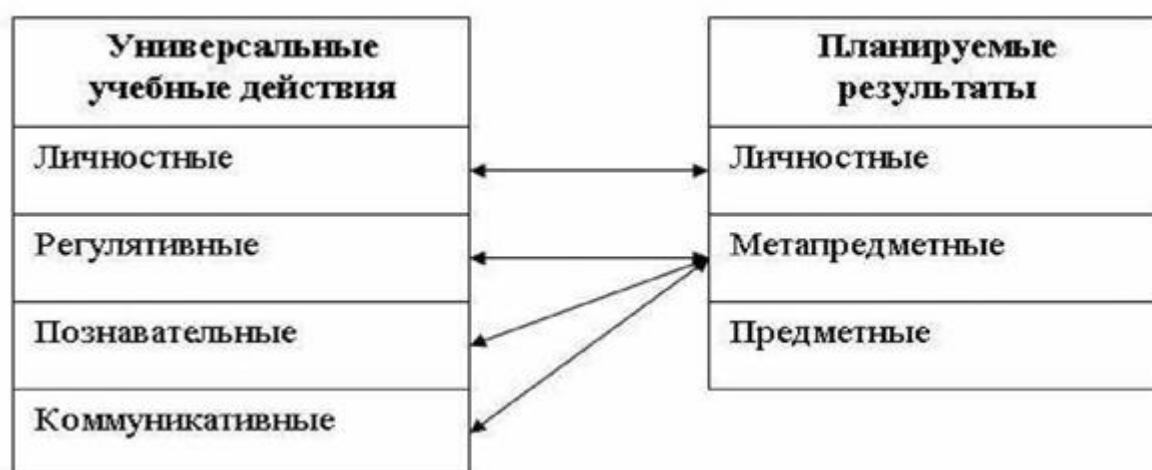 Универсальные
учебные действия
Личностные
Регулятивные
Познавательные
Коммуникативные
Планируемые
результаты
Личностные
Метапредметные
Предметные